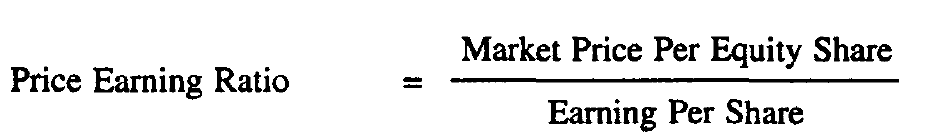 Market Price Per Equity Share
Price Earning Ratio =
Earning Per Share